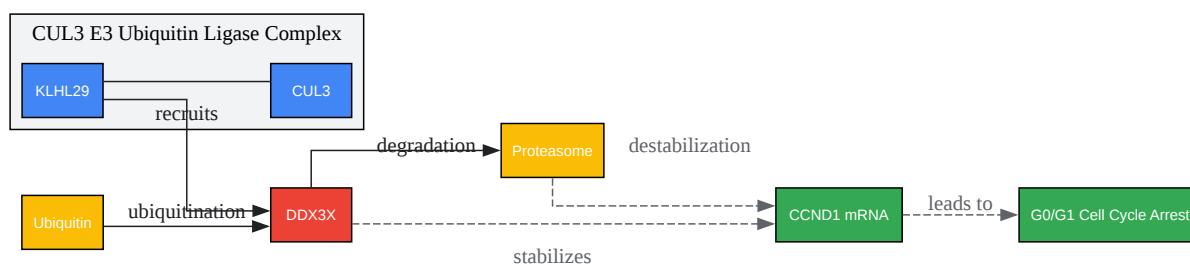 CUL3 E3 Ubiquitin Ligase Complex
KLHL29
CUL3
recruits
degradation
Proteasome
destabilization
Ubiquitin
ubiquitination
DDX3X
CCND1 mRNA
leads to
G0/G1 Cell Cycle Arrest
stabilizes